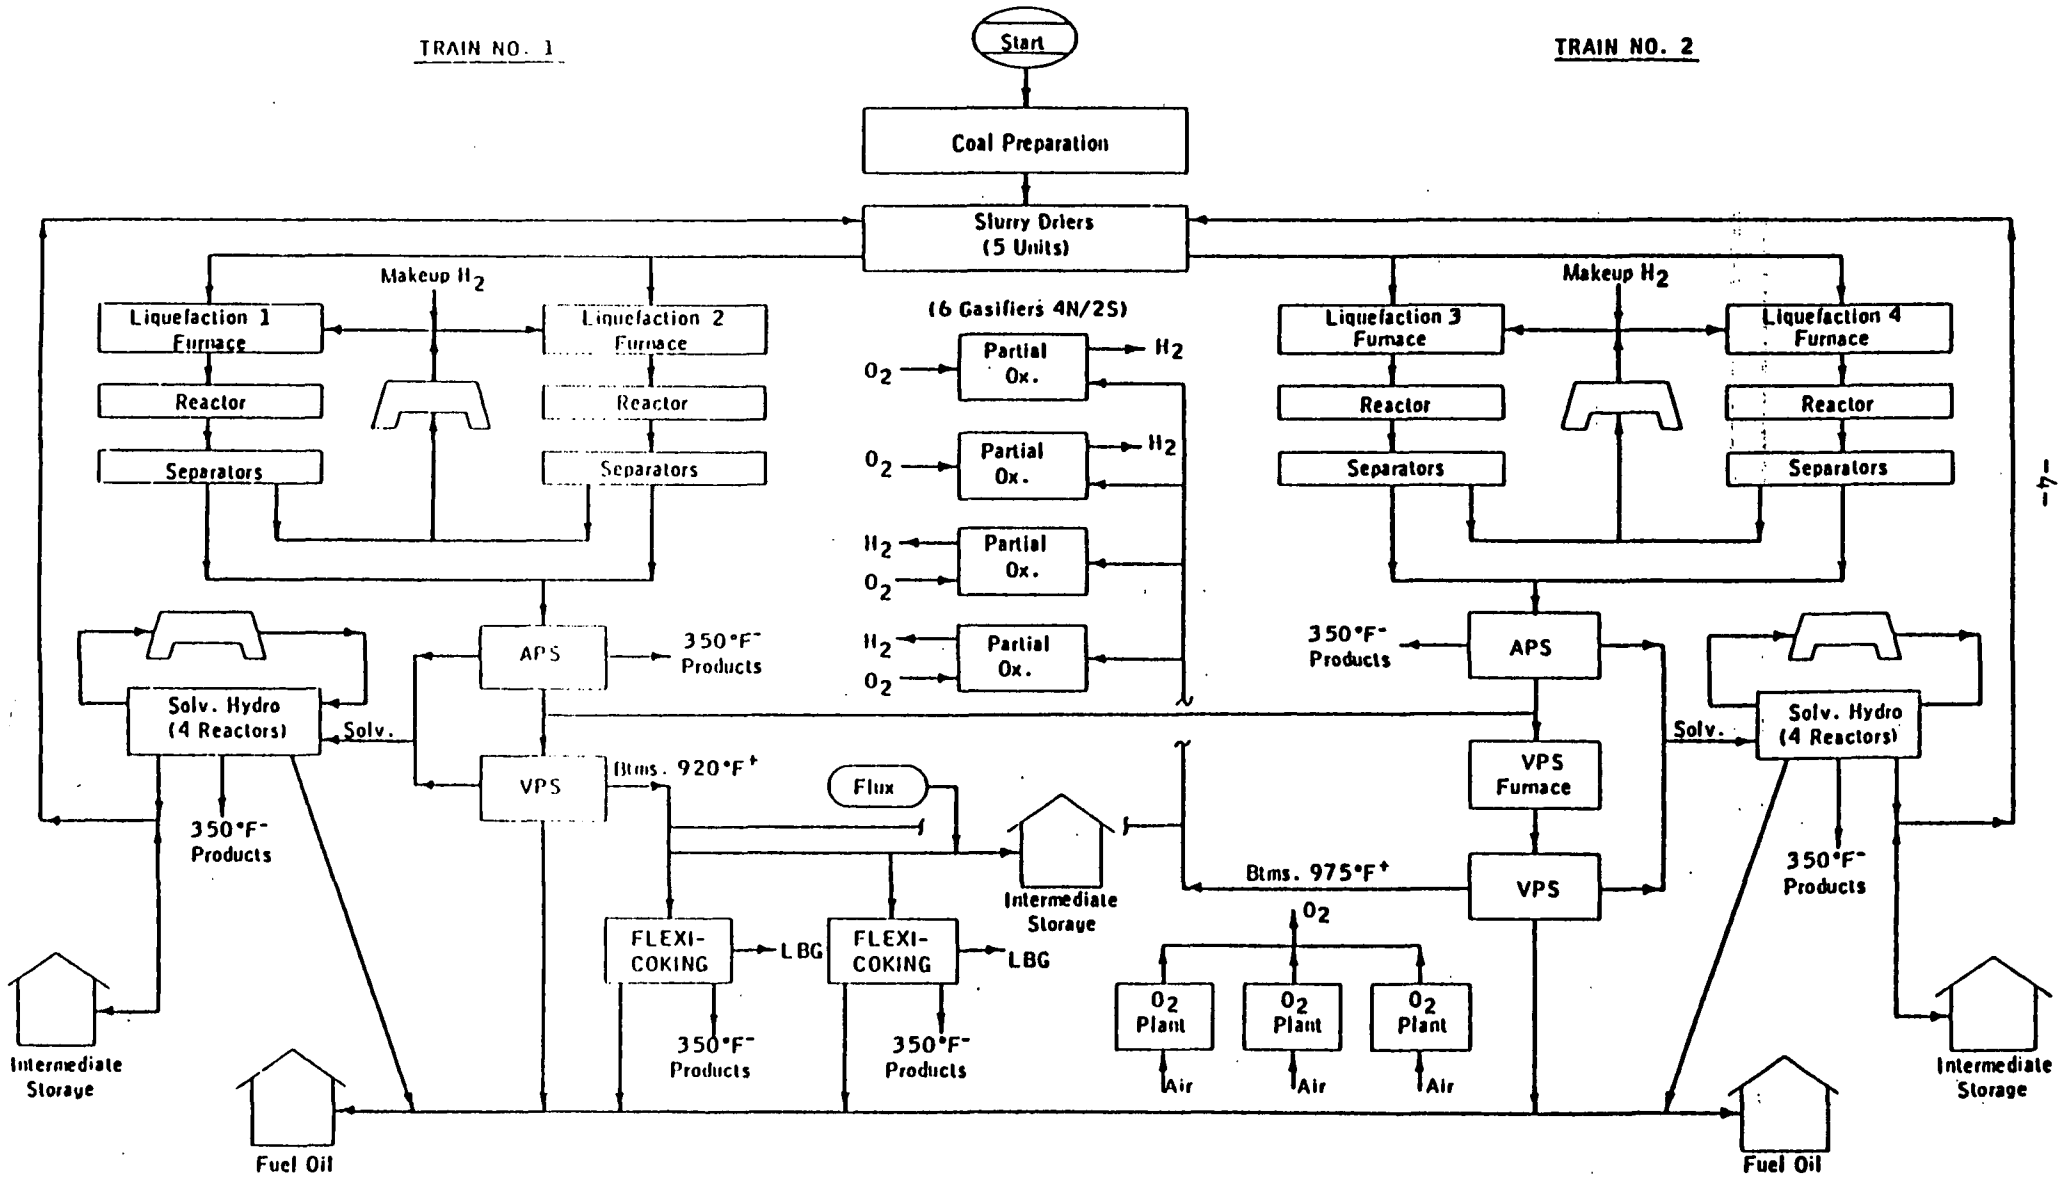 TRAIN NO. 1
Start
TRAIN NO. 2
Coal Preparation
Slurry Driers
(5 Units)
Makeup H2
Makeup H2
Liquefaction 1
Furnace
Liquefaction 2
Furnace
(6 Gasifiers 4N/2S)
Liquefaction 3
Furnace
Liquefaction 4
Furnace
Partial
Ox.
O2
H2
Reactor
Reactor
Reactor
Reactor
Partial
Ox.
O2
H2
Separators
Separators
Separators
Separators
-4-
H2
O2
Partial
Ox.
H2
O2
Partial
Ox.
APS
350°F-
Products
350°F-
Products
APS
Solv. Hydro
(4 Reactors)
Solv.
Solv.
Solv. Hydro
(4 Reactors)
VPS
Btms. 920°F+
Flux
VPS
Furnace
350°F-
Products
350°F-
Products
Btms. 975°F+
VPS
Intermediate
Storage
O2
FLEXI-
COKING
LBG
FLEXI-
COKING
LBG
O2
Plant
O2
Plant
O2
Plant
350°F-
Products
350°F-
Products
Air
Air
Air
Intermediate
Storage
Intermediate
Storage
Fuel Oil
Fuel Oil